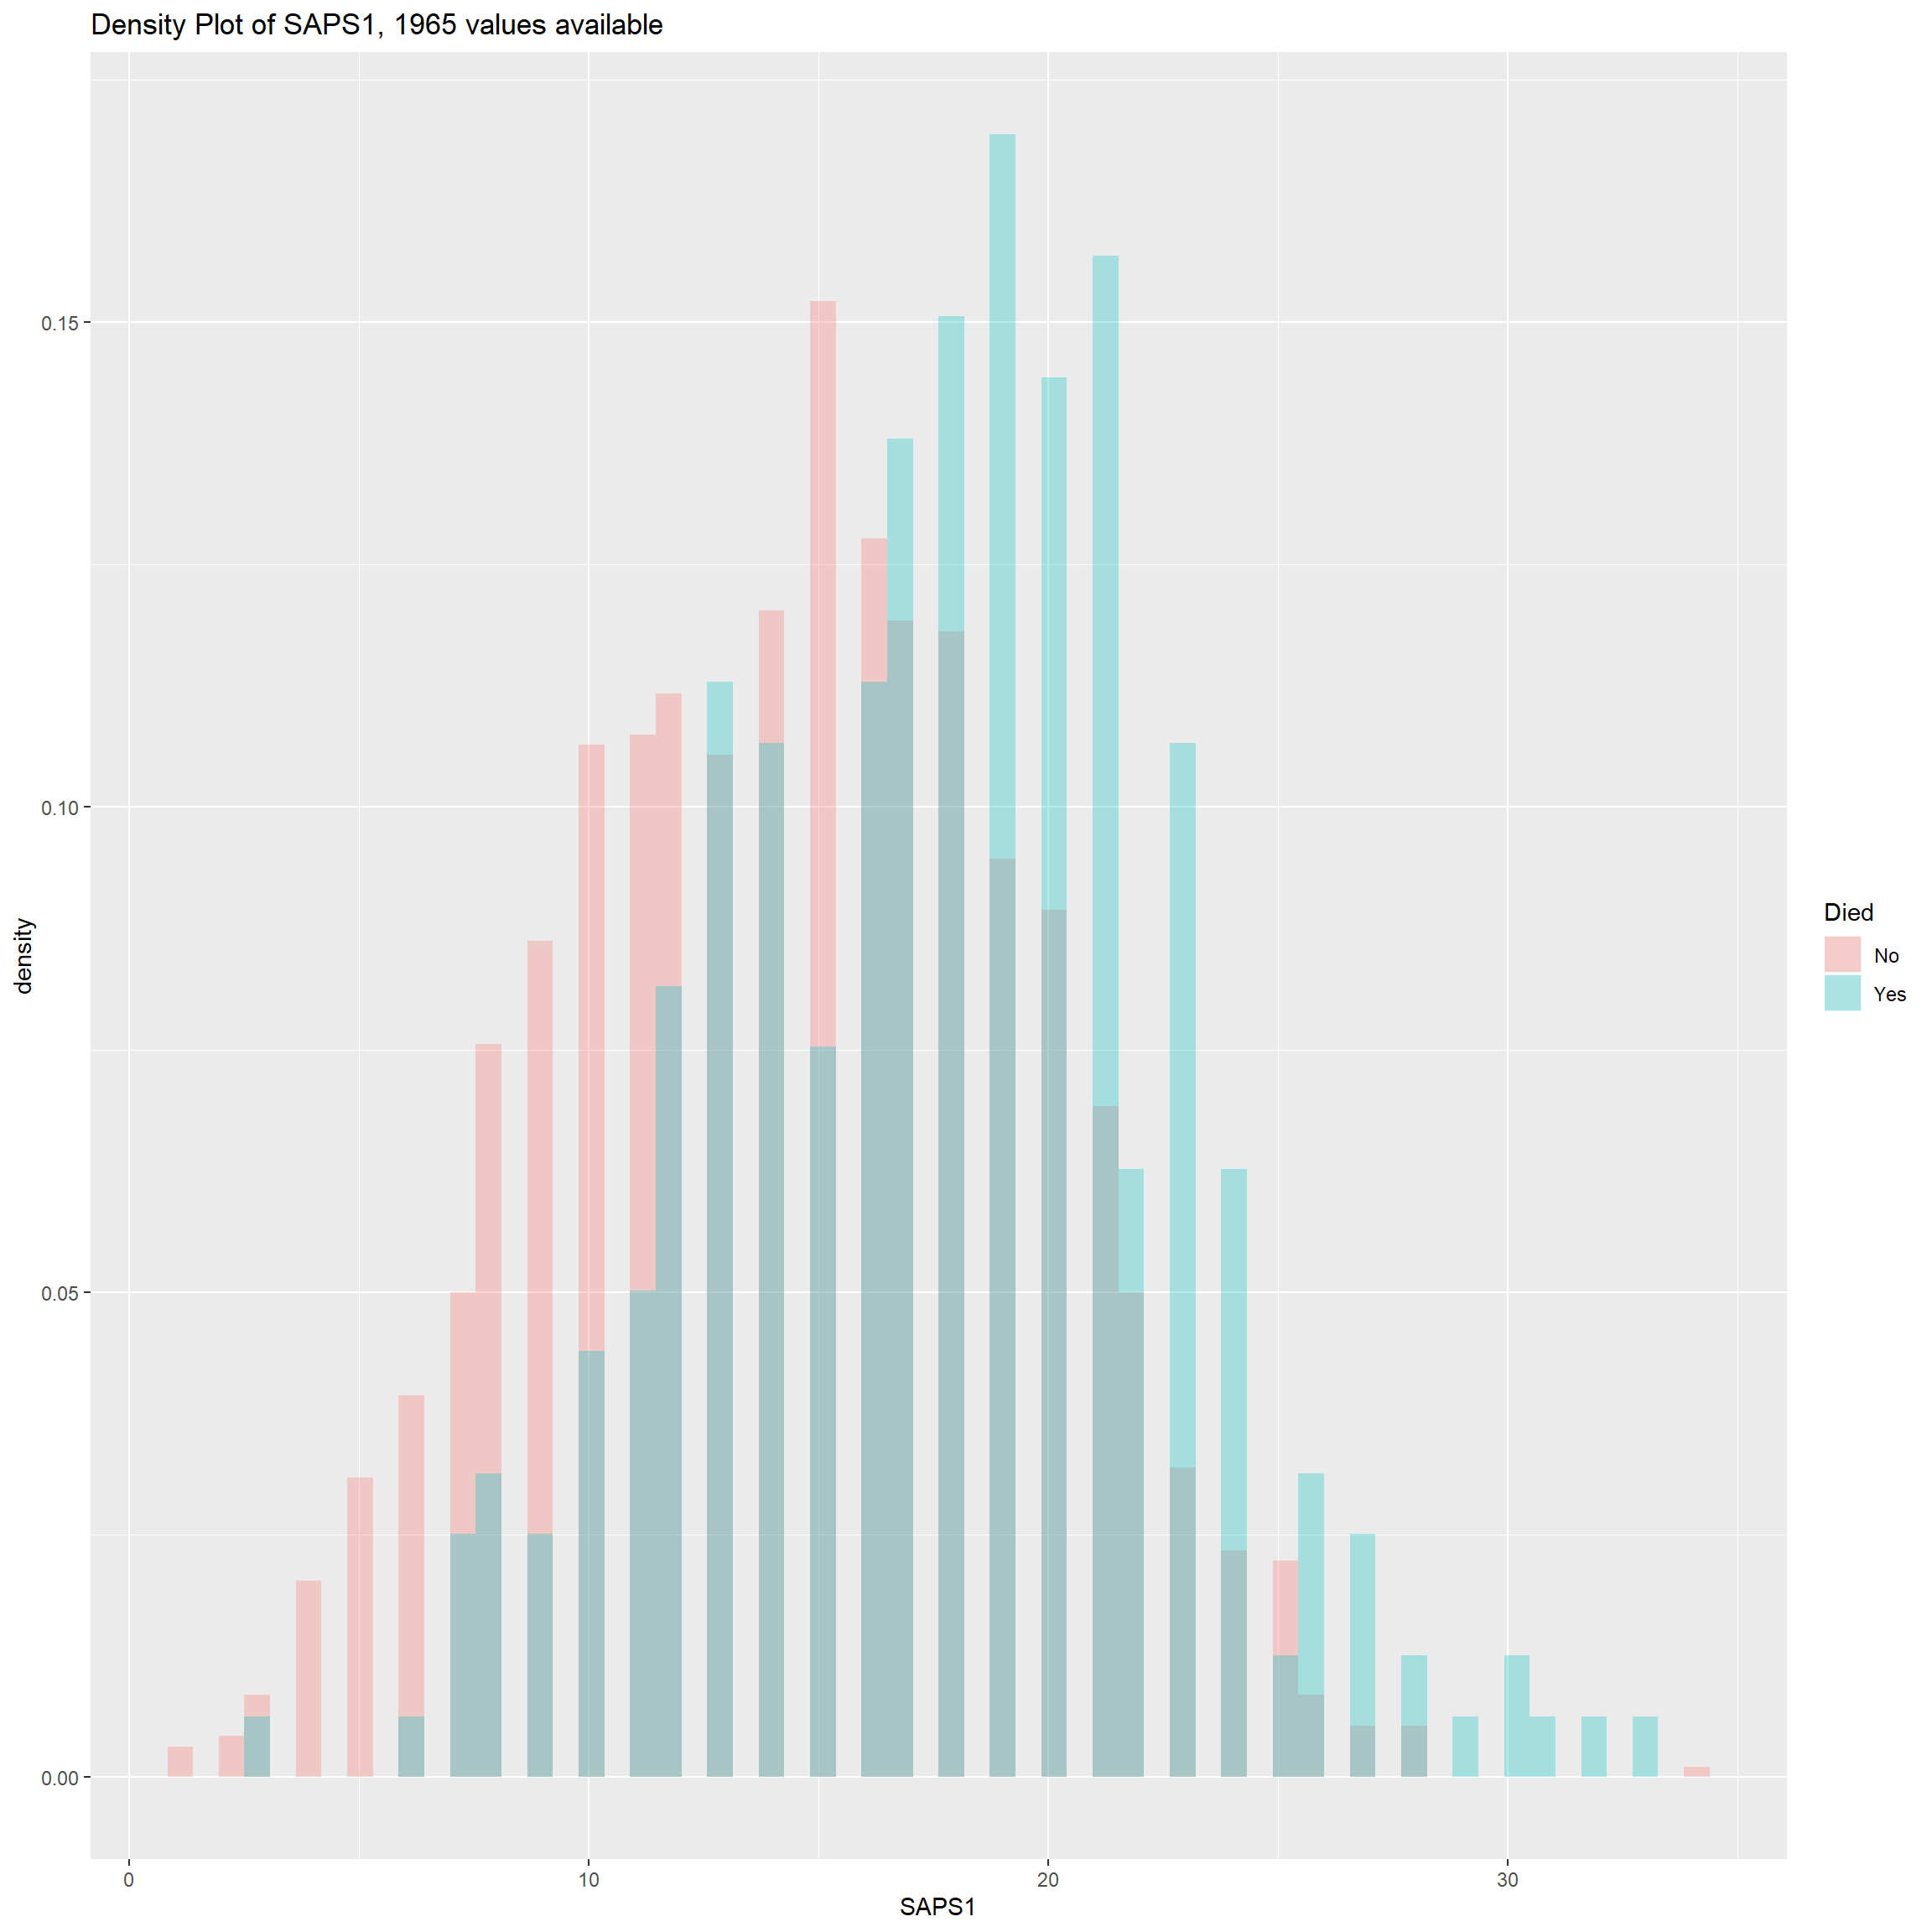 Density Plot of SAPS1, 1965 values available
0.15
0.10
0.05
0.00
density
0 10 20 30
SAPS1
Died
No
Yes